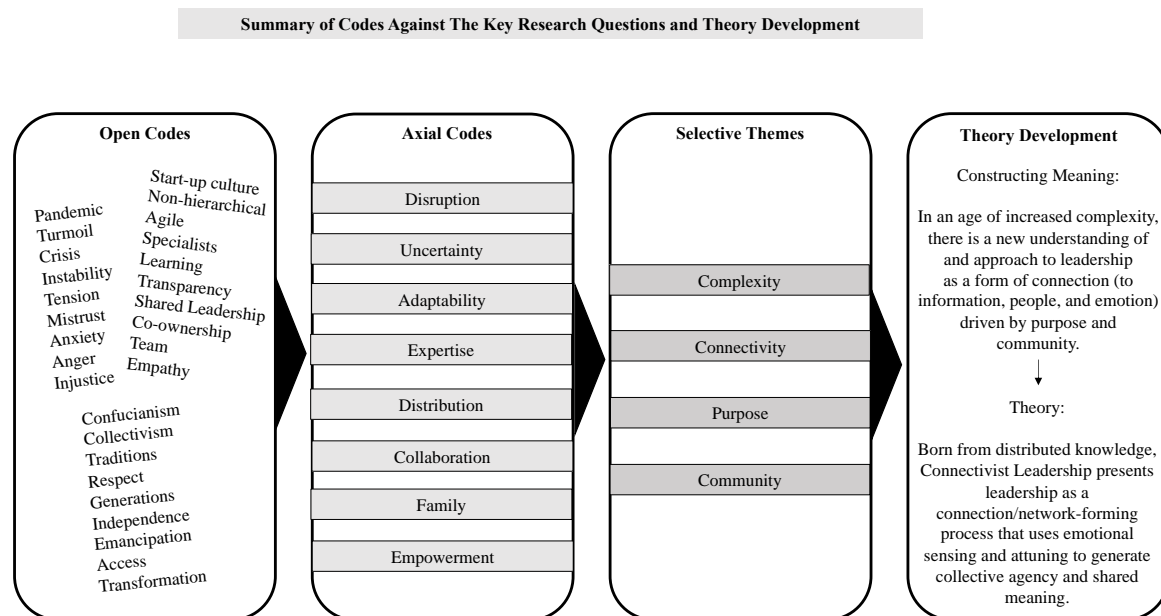 Summary of Codes Against The Key Research Questions and Theory Development
Open Codes
Pandemic
Turmoil
Crisis
Instability
Tension
Mistrust
Anxiety
Anger
Injustice
Start-up culture
Non-hierarchical
Agile
Specialists
Learning
Transparency
Shared Leadership
Co-ownership
Team
Empathy
Confucianism
Collectivism
Traditions
Respect
Generations
Independence
Emancipation
Access
Transformation
Axial Codes
Disruption
Uncertainty
Adaptability
Expertise
Distribution
Collaboration
Family
Empowerment
Selective Themes
Complexity
Connectivity
Purpose
Community
Theory Development
Constructing Meaning:
In an age of increased complexity,
there is a new understanding of
and approach to leadership
as a form of connection (to
information, people, and emotion)
driven by purpose and
community.
Theory:
Born from distributed knowledge,
Connectivist Leadership presents
leadership as a
connection/network-forming
process that uses emotional
sensing and attuning to generate
collective agency and shared
meaning.